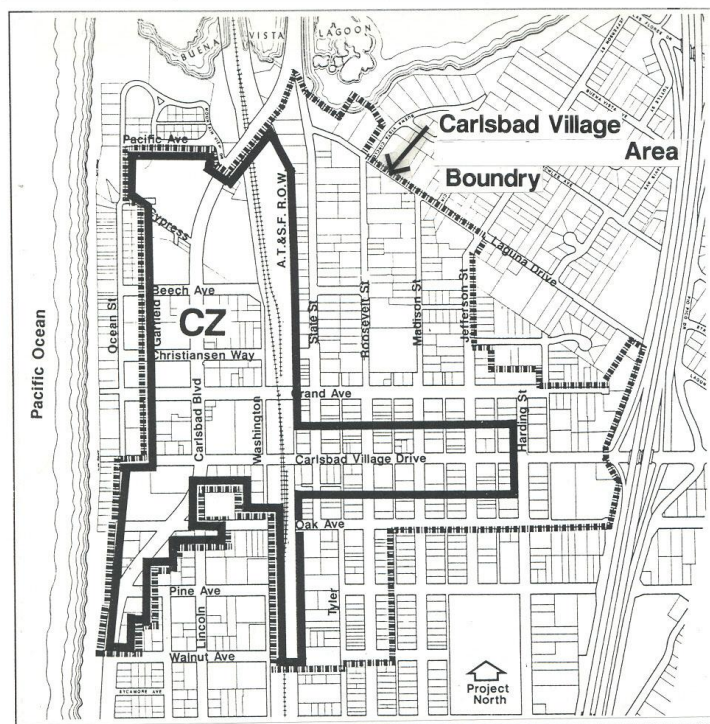 BUENA
VISTA
LAGOON
Carlsbad Village
Area
Boundry
Pacific Ave
A.T.&S.F. R.O.W.
Laguna Drive
Beech Ave
Ocean St
Garfield
CZ
State St
Roosevelt St
Madison St
Jefferson St
Christiansen Way
Pacific Ocean
Grand Ave
Carlsbad Blvd
Washington
Harding St
Carlsbad Village Drive
Oak Ave
Pine Ave
Lincoln
Tyler
Walnut Ave
SYCAMORE AVE
Project
North